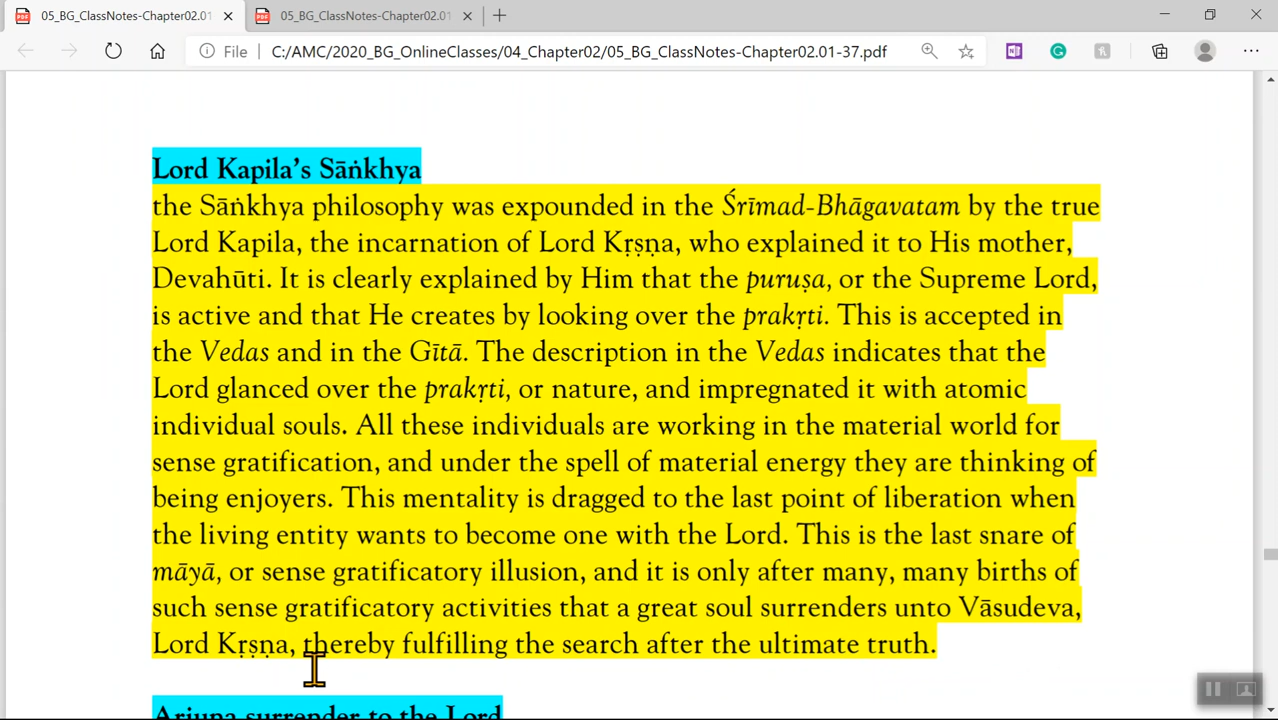 05_BG_ClassNotes-Chapter02.01
05_BG_ClassNotes-Chapter02.01
File
C:/AMC/2020_BG_OnlineClasses/04_Chapter02/05_BG_ClassNotes-Chapter02.01-37.pdf
Lord Kapila’s Sāṅkhya
the Sāṅkhya philosophy was expounded in the Śrīmad-Bhāgavatam by the true
Lord Kapila, the incarnation of Lord Kṛṣṇa, who explained it to His mother,
Devahūti. It is clearly explained by Him that the puruṣa, or the Supreme Lord,
is active and that He creates by looking over the prakṛti. This is accepted in
the Vedas and in the Gītā. The description in the Vedas indicates that the
Lord glanced over the prakṛti, or nature, and impregnated it with atomic
individual souls. All these individuals are working in the material world for
sense gratification, and under the spell of material energy they are thinking of
being enjoyers. This mentality is dragged to the last point of liberation when
the living entity wants to become one with the Lord. This is the last snare of
māyā, or sense gratificatory illusion, and it is only after many, many births of
such sense gratificatory activities that a great soul surrenders unto Vāsudeva,
Lord Kṛṣṇa, thereby fulfilling the search after the ultimate truth.
Arjuna surrender to the Lord